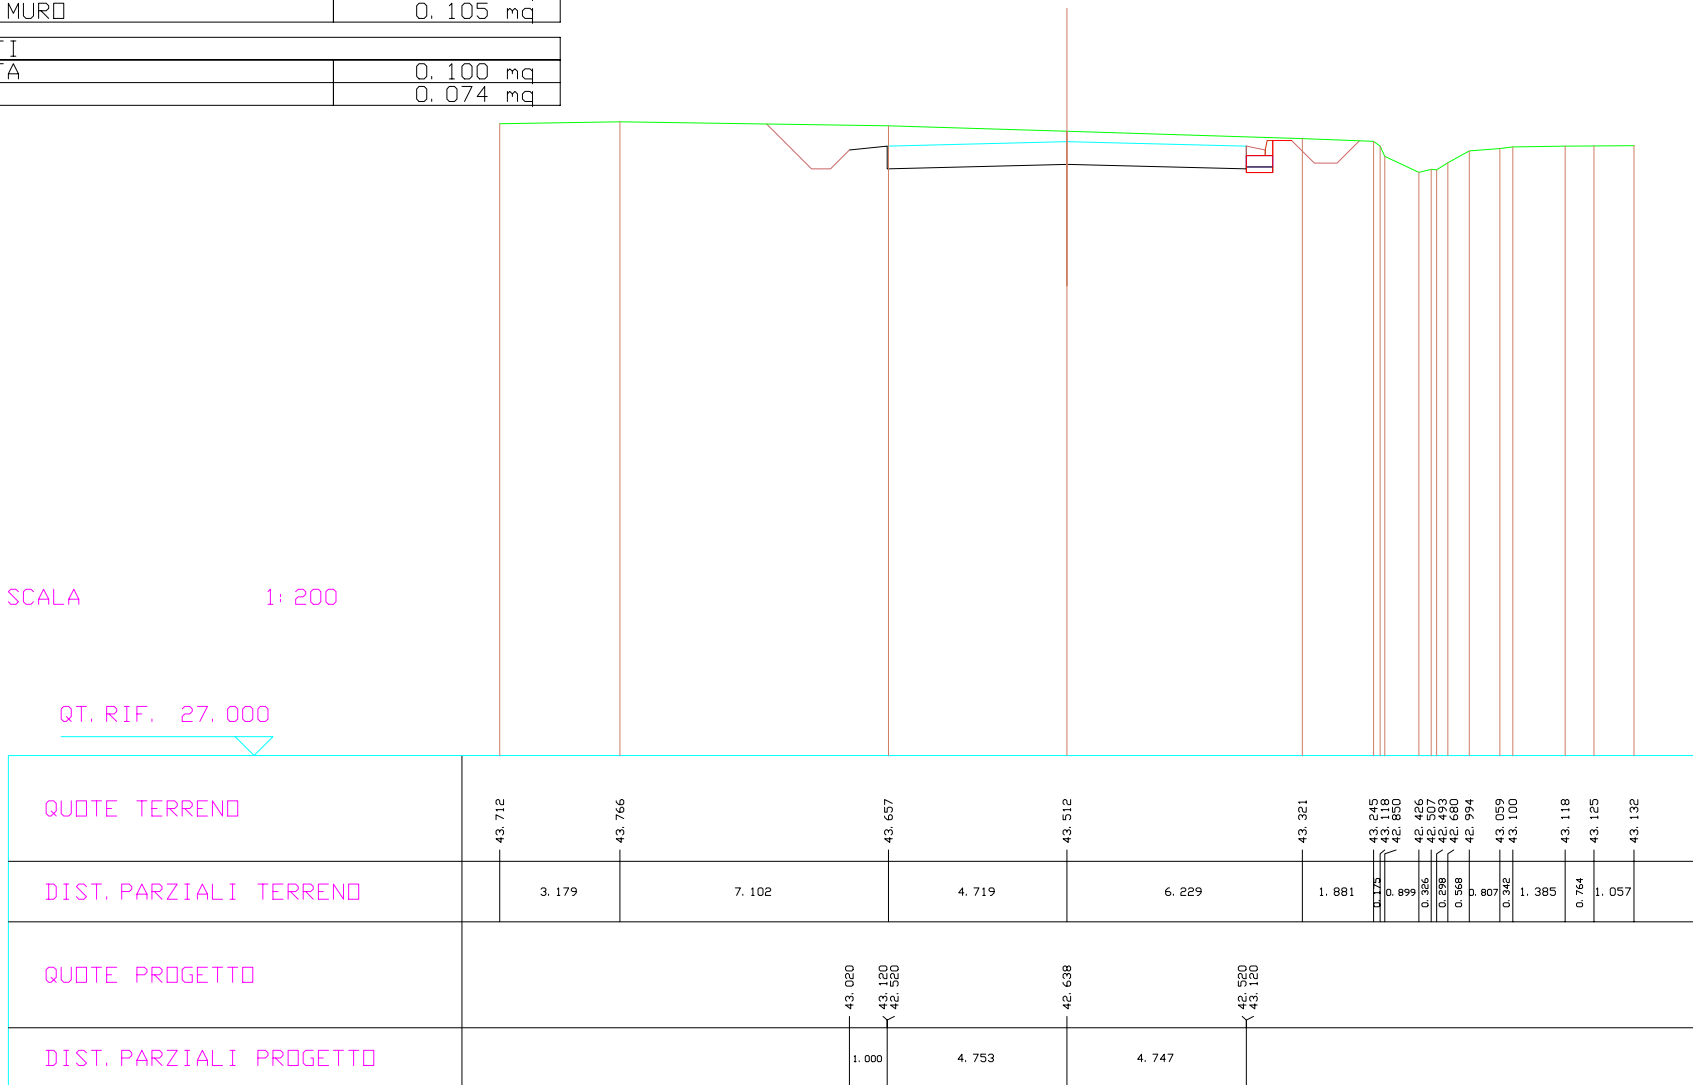 MURO 0.105 mq
TI
TA 0.100 mq
0.074 mq
SCALA 1:200
QT.RIF. 27.000
QUOTE TERRENO 43.712 43.766 43.657 43.512 43.321 43.245 43.118 42.850 42.426 42.507 42.493 42.680 42.994 43.059 43.100 43.118 43.125 43.132
DIST.PARZIALI TERRENO 3.179 7.102 4.719 6.229 1.881 0.175 0.899 0.326 0.298 0.568 0.807 0.342 1.385 0.764 1.057
QUOTE PROGETTO 43.020 43.120 42.520 42.638 42.520 43.120
DIST.PARZIALI PROGETTO 1.000 4.753 4.747